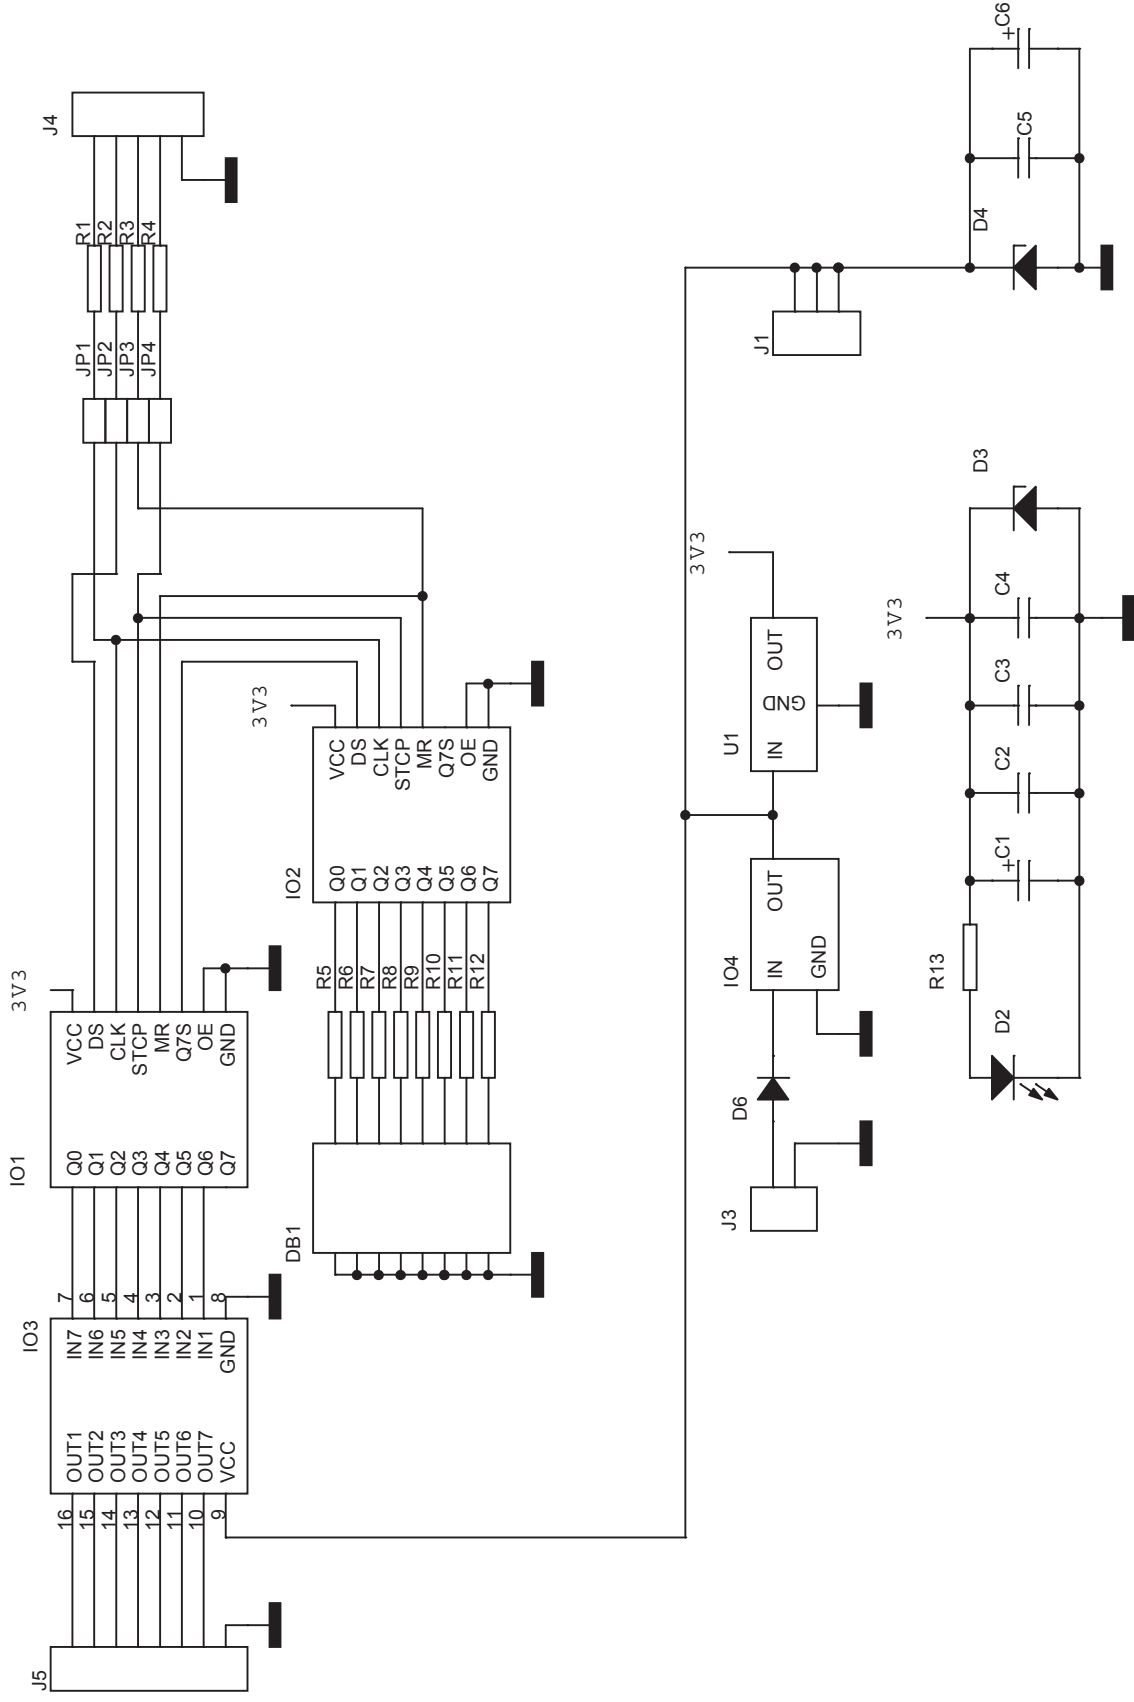 J5
16
15
14
13
12
11
10
9
IO3
OUT1
OUT2
OUT3
OUT4
OUT5
OUT6
OUT7
VCC
IN7
IN6
IN5
IN4
IN3
IN2
IN1
GND
7
6
5
4
3
2
1
8
IO1
Q0
Q1
Q2
Q3
Q4
Q5
Q6
Q7
VCC
DS
CLK
STCP
MR
Q7S
OE
GND
3V3
JP1
JP2
JP3
JP4
R1
R2
R3
R4
J4
DB1
R5
R6
R7
R8
R9
R10
R11
R12
IO2
Q0
Q1
Q2
Q3
Q4
Q5
Q6
Q7
VCC
DS
CLK
STCP
MR
Q7S
OE
GND
3V3
J3
D6
IO4
IN
GND
OUT
U1
IN
GND
OUT
3V3
J1
D4
C5
+C6
D2
R13
+C1
C2
C3
C4
3V3
D3